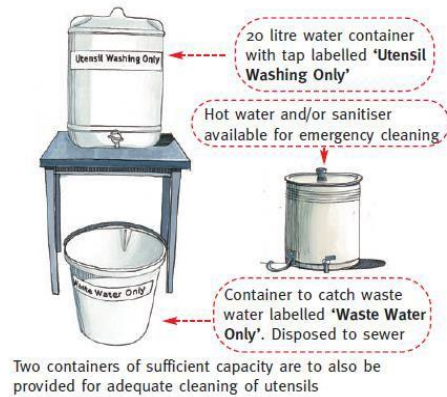 Utensil Washing Only
20 litre water container
with tap labelled ‘Utensil
Washing Only’
Hot water and/or sanitiser
available for emergency cleaning
Waste Water Only
Container to catch waste
water labelled ‘Waste Water
Only’. Disposed to sewer
Two containers of sufficient capacity are to also be
provided for adequate cleaning of utensils